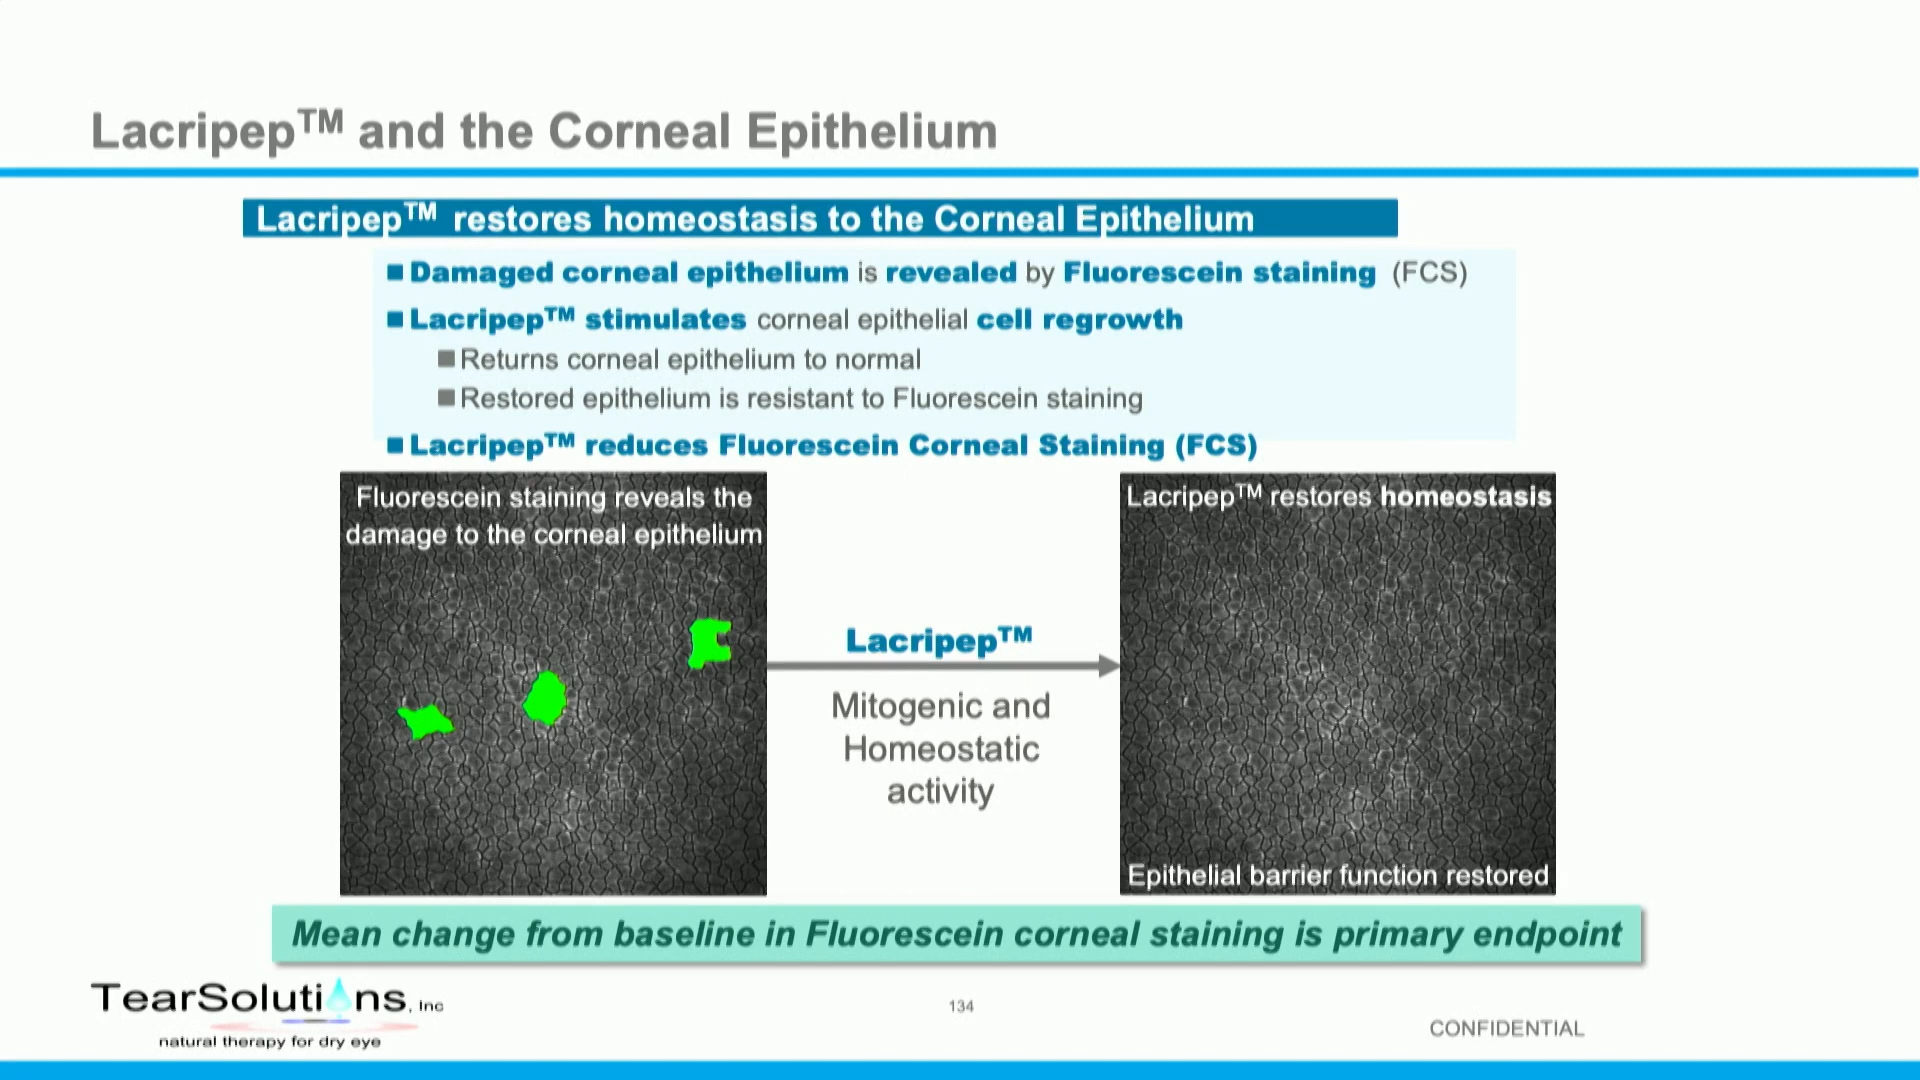 Lacripep™ and the Corneal Epithelium
Lacripep™ restores homeostasis to the Corneal Epithelium
■ Damaged corneal epithelium is revealed by Fluorescein staining (FCS)
■ Lacripep™ stimulates corneal epithelial cell regrowth
■ Returns corneal epithelium to normal
■ Restored epithelium is resistant to Fluorescein staining
■ Lacripep™ reduces Fluorescein Corneal Staining (FCS)
Fluorescein staining reveals the
damage to the corneal epithelium
Lacripep™
Mitogenic and
Homeostatic
activity
Lacripep™ restores homeostasis
Epithelial barrier function restored
Mean change from baseline in Fluorescein corneal staining is primary endpoint
TearSolutions, Inc
natural therapy for dry eye
134
CONFIDENTIAL